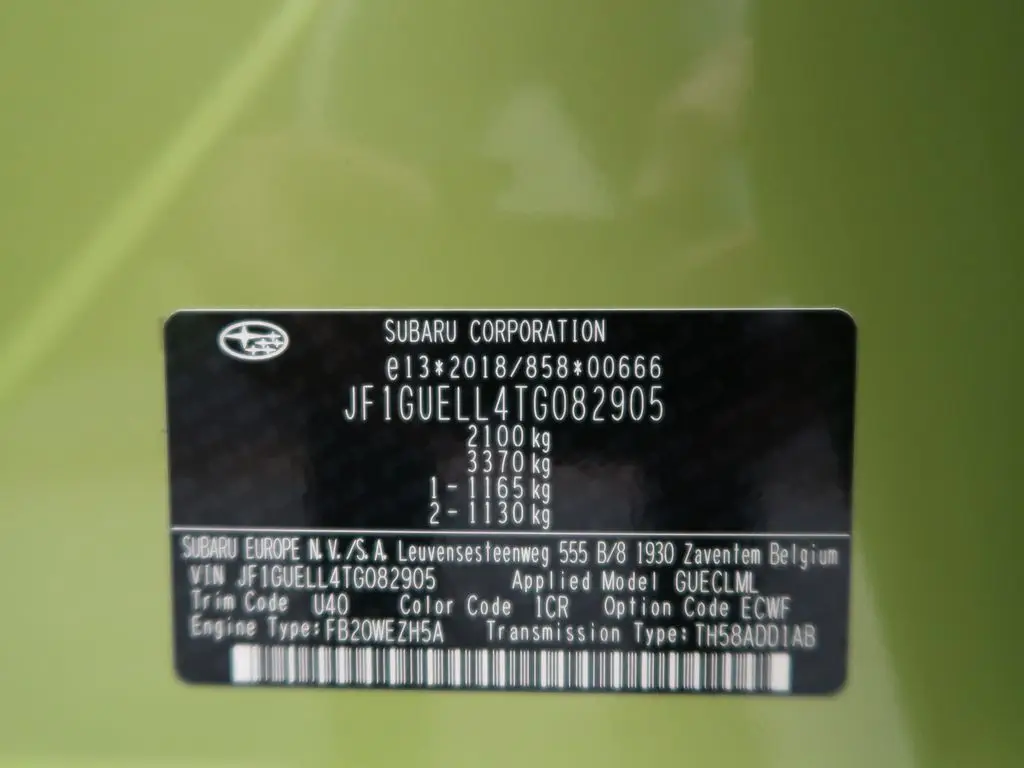 SUBARU CORPORATION
e13*2018/858*00666
JF1GUELL4TG082905
2100 kg
3370 kg
1 - 1165 kg
2 - 1130 kg
SUBARU EUROPE N.V./S.A. Leuvensesteenweg 555 B/8 1930 Zaventem Belgium
VIN JF1GUELL4TG082905 Applied Model GUECLML
Trim Code U40 Color Code 1CR Option Code ECWF
Engine Type:FB20WEZH5A Transmission Type:TH58ADD1AB